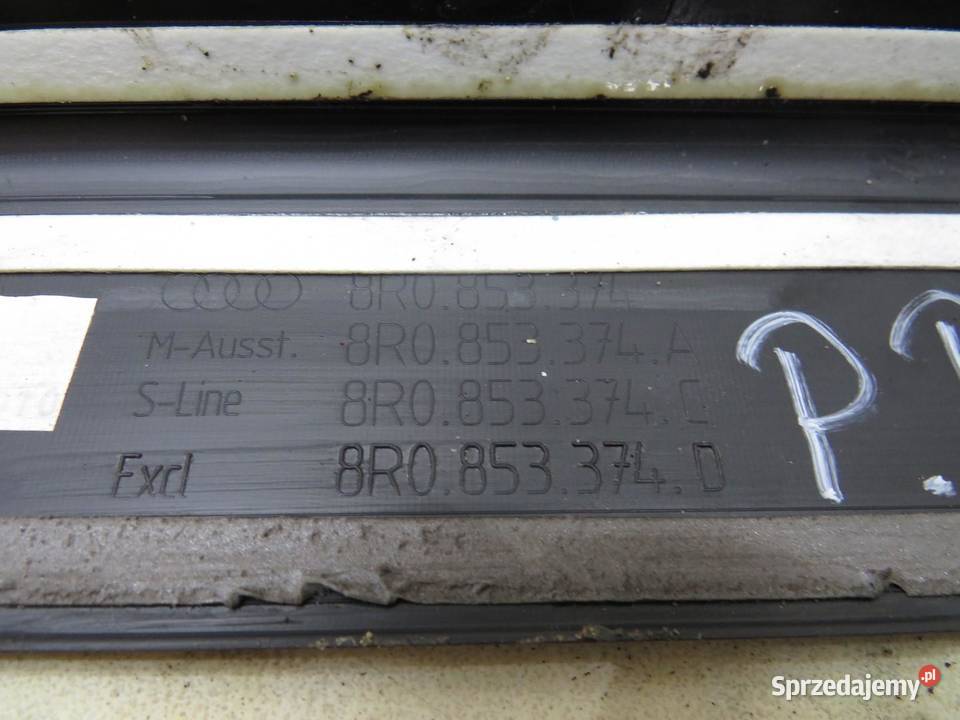 8R0.853.374
M-Ausst. 8R0.853.374.A
S-Line 8R0.853.374.C
Excl 8R0.853.374.D
P.
Sprzedajemy.pl